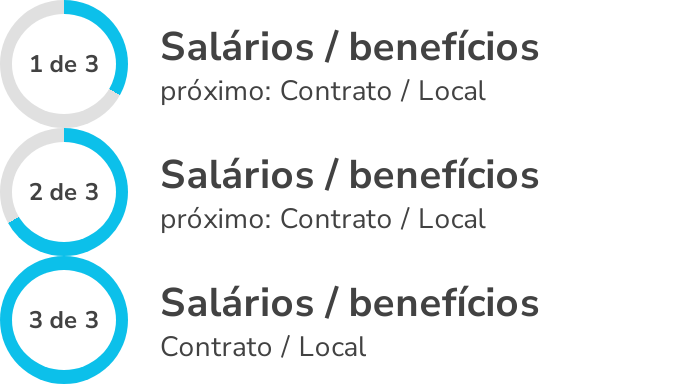 1 de 3
Salários / benefícios
próximo: Contrato / Local
2 de 3
Salários / benefícios
próximo: Contrato / Local
3 de 3
Salários / benefícios
Contrato / Local